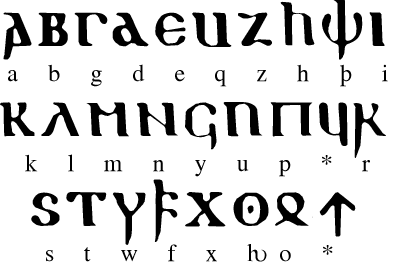 𐌰𐌱𐌲𐌳𐌴𐌵𐌶𐌷𐌸𐌹
a b g d e q z h þ i
𐌺𐌻𐌼𐌽𐌾𐌿𐍀𐍁𐍂
k l m n y u p * r
𐍃𐍄𐍅𐍆𐍇𐍈𐍉𐍊
s t w f x ƕ o *